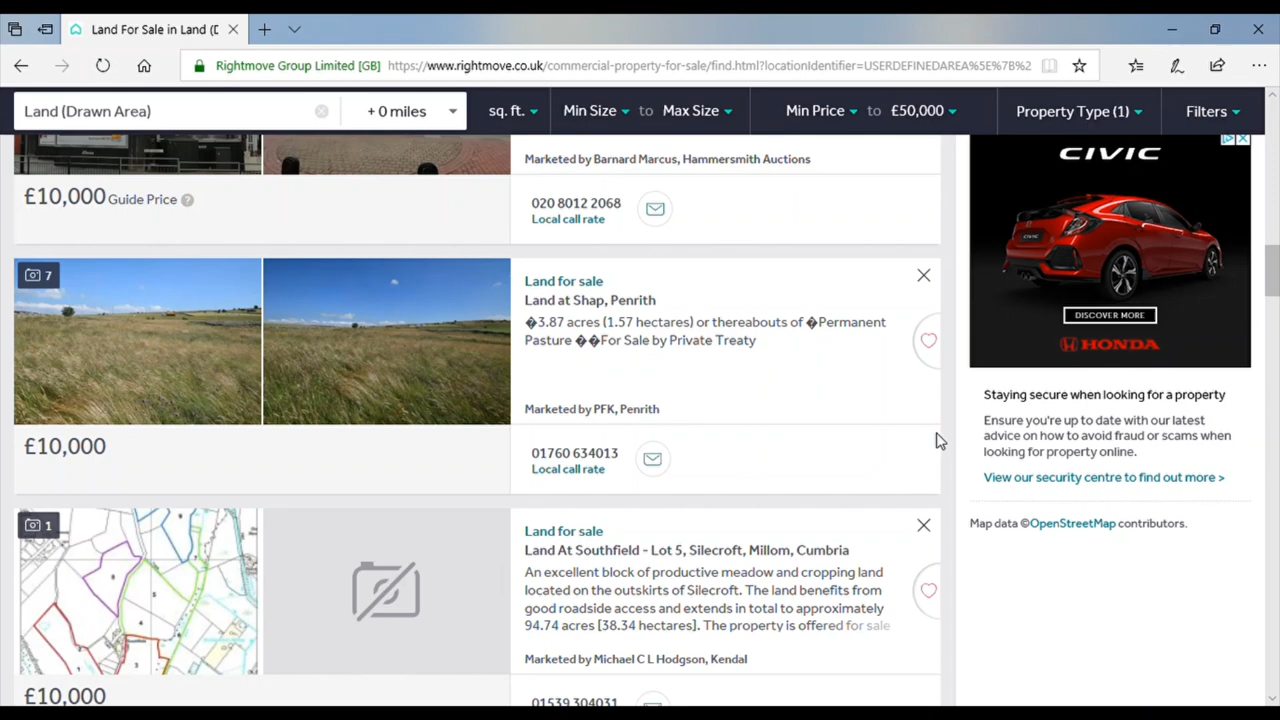 Land For Sale in Land (D
Rightmove Group Limited [GB] https://www.rightmove.co.uk/commercial-property-for-sale/find.html?locationIdentifier=USERDEFINEDAREA%5E%7B%2
Land (Drawn Area) + 0 miles sq. ft. Min Size to Max Size Min Price to £50,000 Property Type (1) Filters
Marketed by Barnard Marcus, Hammersmith Auctions
£10,000 Guide Price ?
020 8012 2068
Local call rate
7
Land for sale
Land at Shap, Penrith
�3.87 acres (1.57 hectares) or thereabouts of �Permanent
Pasture ��For Sale by Private Treaty
Marketed by PFK, Penrith
£10,000
01760 634013
Local call rate
1
Land for sale
Land At Southfield - Lot 5, Silecroft, Millom, Cumbria
An excellent block of productive meadow and cropping land
located on the outskirts of Silecroft. The land benefits from
good roadside access and extends in total to approximately
94.74 acres [38.34 hectares]. The property is offered for sale
Marketed by Michael C L Hodgson, Kendal
£10,000
01539 304031
CIVIC
DISCOVER MORE
HONDA
Staying secure when looking for a property
Ensure you're up to date with our latest
advice on how to avoid fraud or scams when
looking for property online.
View our security centre to find out more >
Map data ©OpenStreetMap contributors.